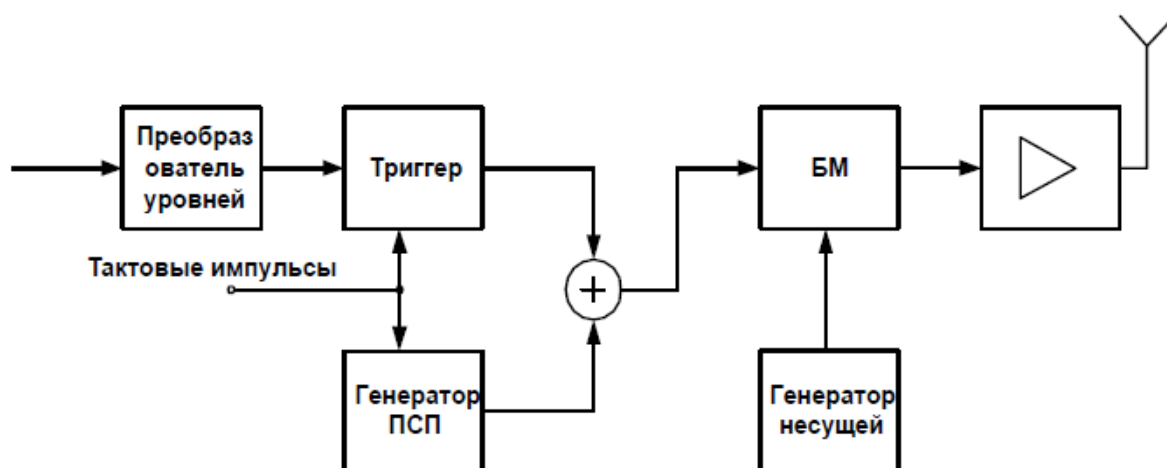 Преобраз
ователь
уровней
Триггер
БМ
Тактовые импульсы
+
Генератор
ПСП
Генератор
несущей